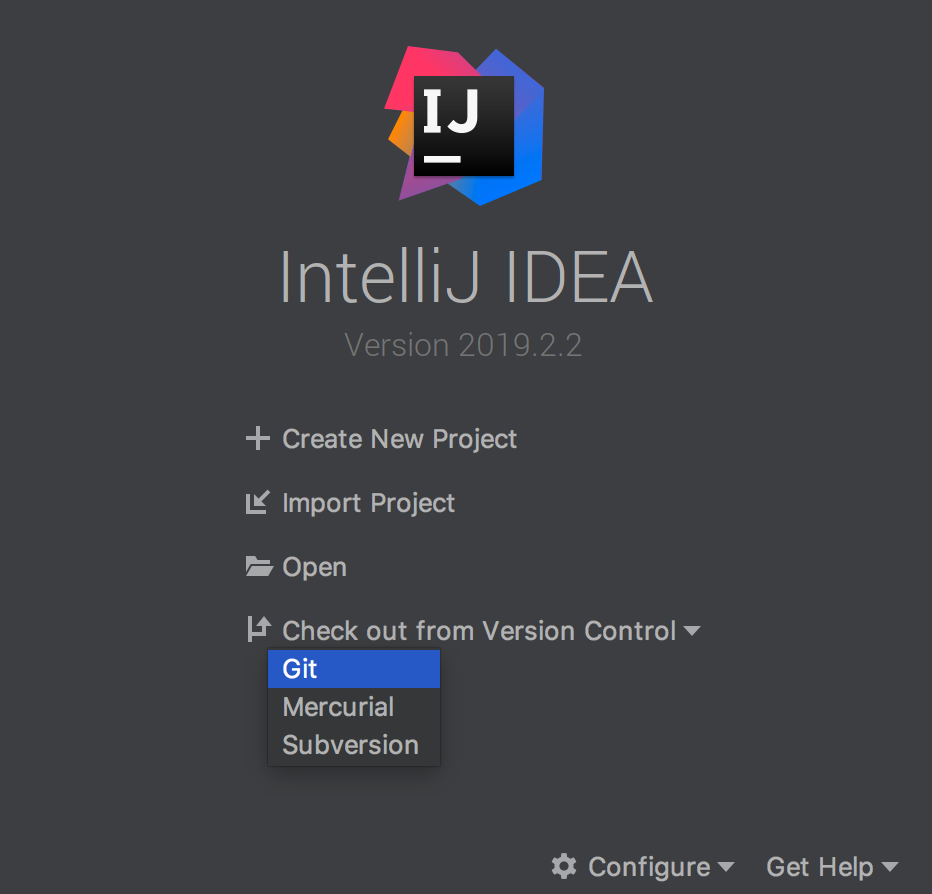 IJ
IntelliJ IDEA
Version 2019.2.2
Create New Project
Import Project
Open
Check out from Version Control
Git
Mercurial
Subversion
Configure
Get Help